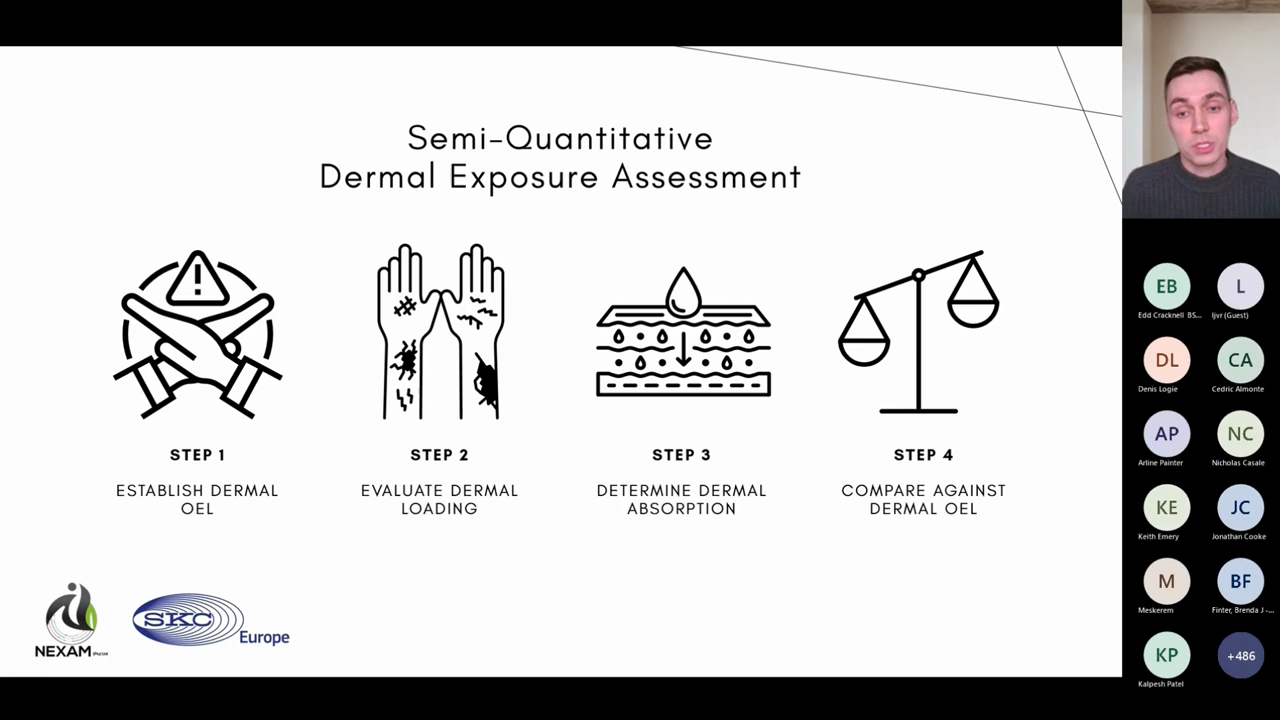 Semi-Quantitative
Dermal Exposure Assessment
STEP 1
ESTABLISH DERMAL
OEL
STEP 2
EVALUATE DERMAL
LOADING
STEP 3
DETERMINE DERMAL
ABSORPTION
STEP 4
COMPARE AGAINST
DERMAL OEL
NEXAM (Pty) Ltd
SKC
Europe
EB
Edd Cracknell BS...
L
ljvr (Guest)
DL
Denis Logie
CA
Cedric Almonte
AP
Arline Painter
NC
Nicholas Casale
KE
Keith Emery
JC
Jonathan Cooke
M
Meskerem
BF
Finter, Brenda J -...
KP
Kalpesh Patel
+486